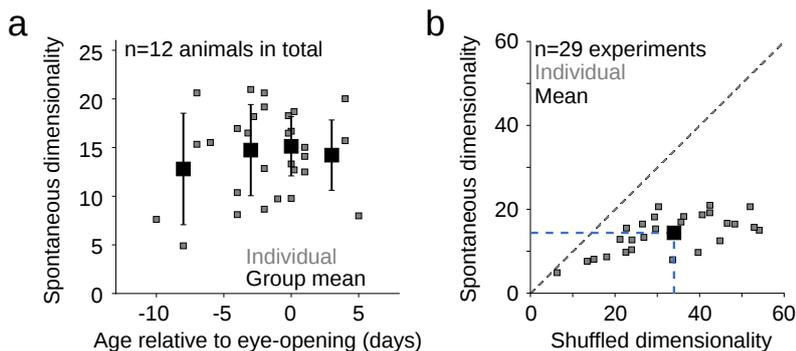 a
Spontaneous dimensionality
n=12 animals in total
25
20
15
10
5
0
Individual
Group mean
-10
-5
0
5
Age relative to eye-opening (days)
b
Spontaneous dimensionality
n=29 experiments
Individual
Mean
60
40
20
0
0
20
40
60
Shuffled dimensionality